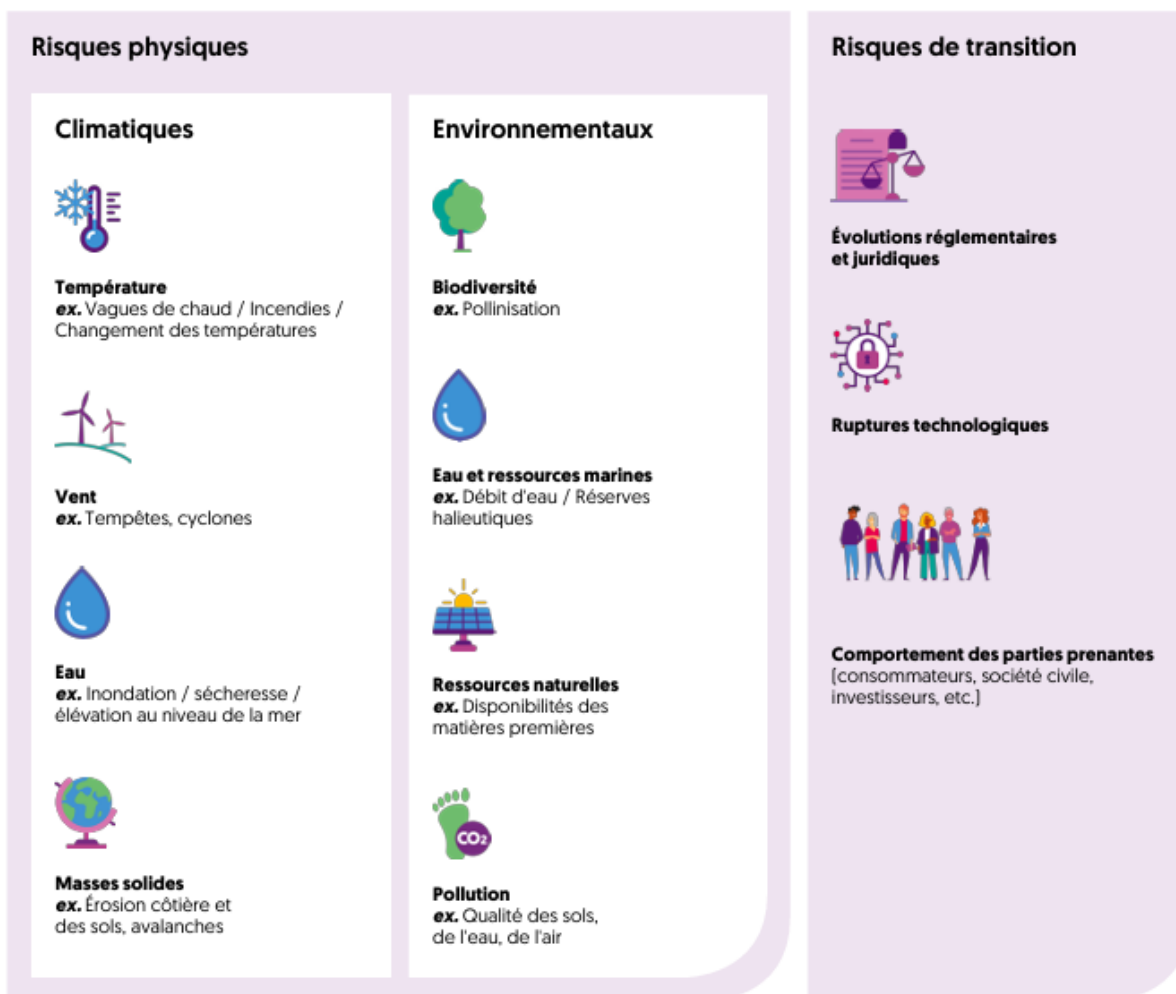 Risques physiques
Climatiques
Température
ex. Vagues de chaud / Incendies /
Changement des températures
Vent
ex. Tempêtes, cyclones
Eau
ex. Inondation / sécheresse /
élévation au niveau de la mer
Masses solides
ex. Érosion côtière et
des sols, avalanches
Environnementaux
Biodiversité
ex. Pollinisation
Eau et ressources marines
ex. Débit d'eau / Réserves
halieutiques
Ressources naturelles
ex. Disponibilités des
matières premières
CO2
Pollution
ex. Qualité des sols,
de l'eau, de l'air
Risques de transition
Évolutions réglementaires
et juridiques
Ruptures technologiques
Comportement des parties prenantes
(consommateurs, société civile,
investisseurs, etc.)